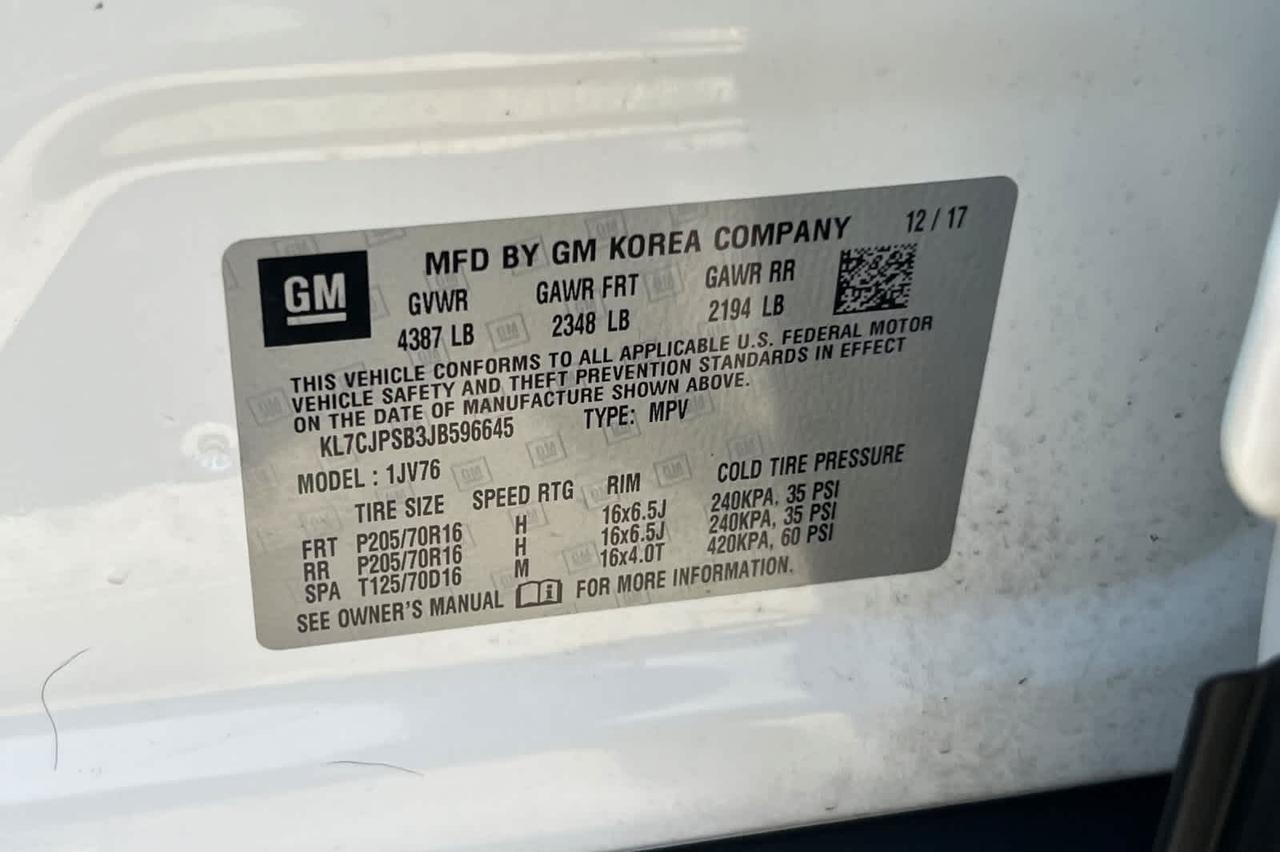 GM
MFD BY GM KOREA COMPANY 12 / 17
GVWR GAWR FRT GAWR RR
4387 LB 2348 LB 2194 LB
THIS VEHICLE CONFORMS TO ALL APPLICABLE U.S. FEDERAL MOTOR
VEHICLE SAFETY AND THEFT PREVENTION STANDARDS IN EFFECT
ON THE DATE OF MANUFACTURE SHOWN ABOVE.
KL7CJPSB3JB596645 TYPE: MPV
MODEL : 1JV76
TIRE SIZE SPEED RTG RIM COLD TIRE PRESSURE
FRT P205/70R16 H 16x6.5J 240KPA, 35 PSI
RR P205/70R16 H 16x6.5J 240KPA, 35 PSI
SPA T125/70D16 M 16x4.0T 420KPA, 60 PSI
SEE OWNER'S MANUAL FOR MORE INFORMATION.